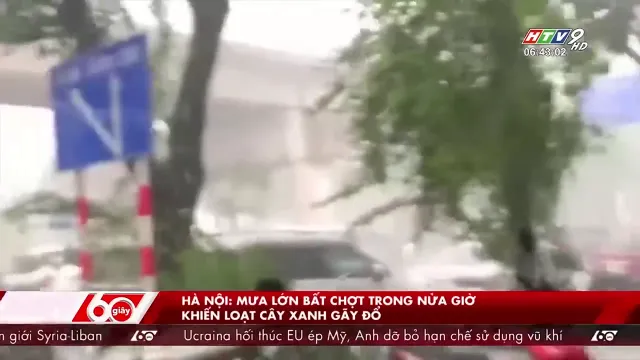 HTV9 HD
06:43:02
60 giây
HÀ NỘI: MƯA LỚN BẤT CHỢT TRONG NỬA GIỜ
KHIẾN LOẠT CÂY XANH GÃY ĐỔ
n giới Syria-Liban 60 Ucraina hối thúc EU ép Mỹ, Anh dỡ bỏ hạn chế sử dụng vũ khí 60